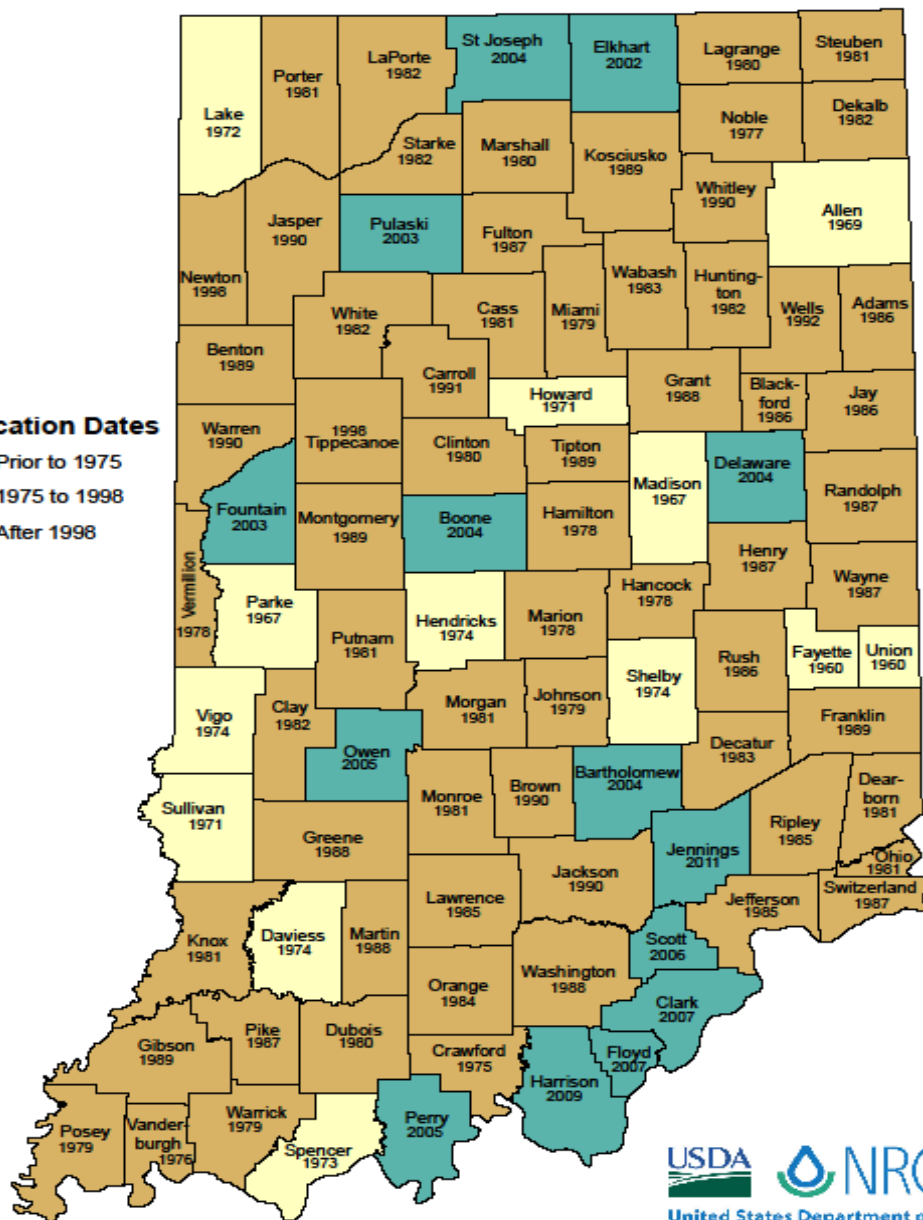 St Joseph
2004
Elkhart
2002
Lagrange
1980
Steuben
1981
LaPorte
1982
Porter
1981
Lake
1972
Noble
1977
Dekalb
1982
Starke
1982
Marshall
1980
Kosciusko
1989
Whitley
1990
Allen
1969
Jasper
1990
Pulaski
2003
Fulton
1987
Newton
1998
Wabash
1983
Hunting-
ton
1982
White
1982
Cass
1981
Miami
1979
Wells
1992
Adams
1986
Benton
1989
Carroll
1991
Howard
1971
Grant
1988
Black-
ford
1986
Jay
1986
cation Dates
Prior to 1975
1975 to 1998
After 1998
Warren
1990
1998
Tippecanoe
Clinton
1980
Tipton
1989
Madison
1967
Delaware
2004
Randolph
1987
Fountain
2003
Montgomery
1989
Boone
2004
Hamilton
1978
Henry
1987
Vermillion
1978
Parke
1967
Hendricks
1974
Marion
1978
Hancock
1978
Wayne
1987
Putnam
1981
Shelby
1974
Rush
1986
Fayette
1960
Union
1960
Vigo
1974
Clay
1982
Morgan
1981
Johnson
1979
Franklin
1989
Owen
2005
Decatur
1983
Monroe
1981
Brown
1990
Bartholomew
2004
Dear-
born
1981
Sullivan
1971
Greene
1988
Jennings
2011
Ripley
1985
Ohio
1981
Lawrence
1985
Jackson
1990
Jefferson
1985
Switzerland
1987
Knox
1981
Daviess
1974
Martin
1988
Scott
2006
Orange
1984
Washington
1988
Clark
2007
Gibson
1989
Pike
1987
Dubois
1980
Crawford
1975
Floyd
2007
Harrison
2009
Posey
1979
Vander-
burgh
1976
Warrick
1979
Spencer
1973
Perry
2005
USDA
NRC
United States Department o